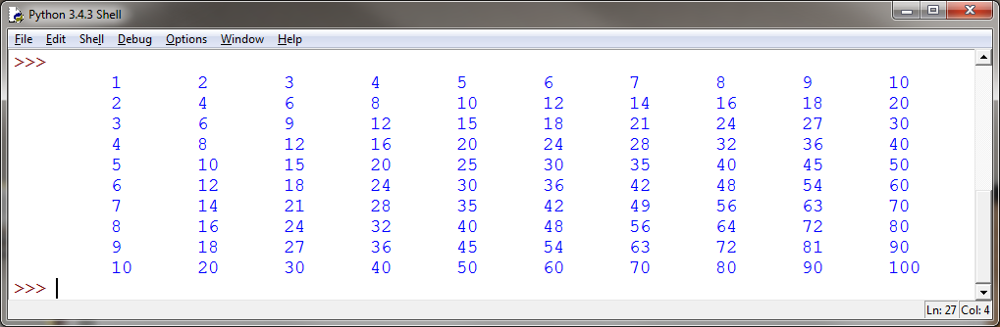 Python 3.4.3 Shell
File Edit Shell Debug Options Window Help
>>>
1 2 3 4 5 6 7 8 9 10
2 4 6 8 10 12 14 16 18 20
3 6 9 12 15 18 21 24 27 30
4 8 12 16 20 24 28 32 36 40
5 10 15 20 25 30 35 40 45 50
6 12 18 24 30 36 42 48 54 60
7 14 21 28 35 42 49 56 63 70
8 16 24 32 40 48 56 64 72 80
9 18 27 36 45 54 63 72 81 90
10 20 30 40 50 60 70 80 90 100
>>>
Ln: 27 Col: 4